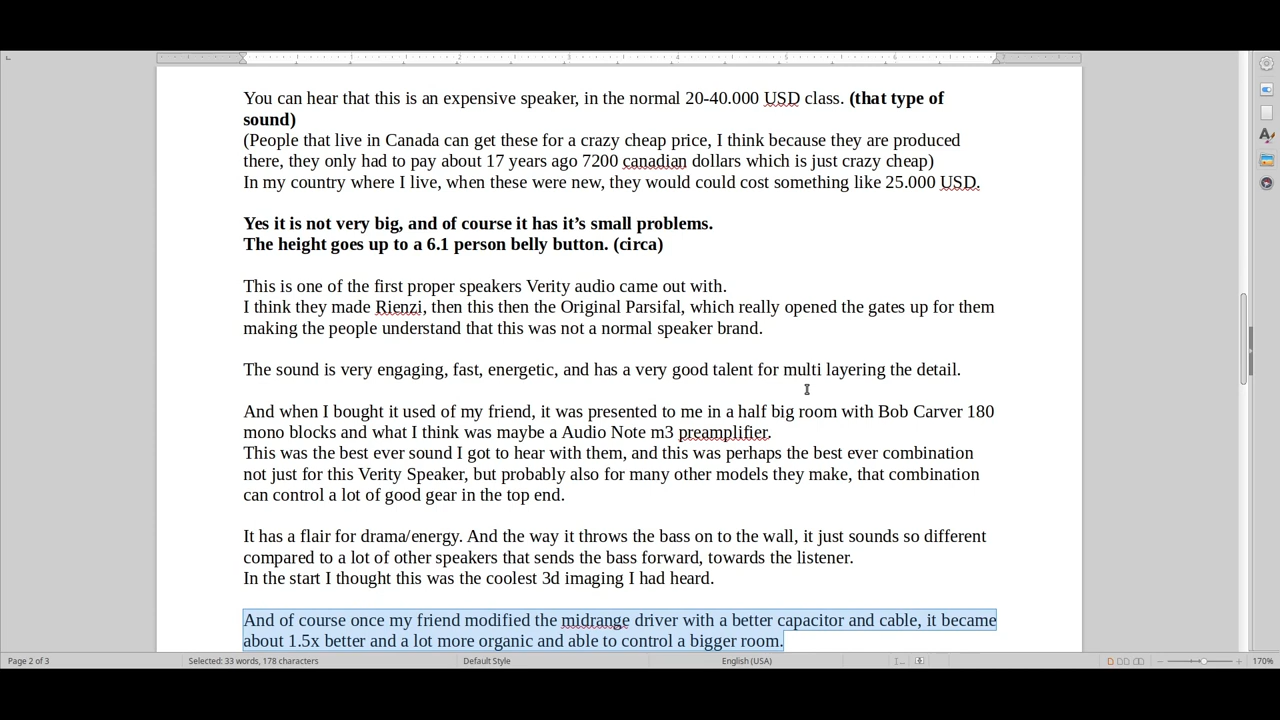 You can hear that this is an expensive speaker, in the normal 20-40.000 USD class. (that type of
sound)
(People that live in Canada can get these for a crazy cheap price, I think because they are produced
there, they only had to pay about 17 years ago 7200 canadian dollars which is just crazy cheap)
In my country where I live, when these were new, they would could cost something like 25.000 USD.
Yes it is not very big, and of course it has it’s small problems.
The height goes up to a 6.1 person belly button. (circa)
This is one of the first proper speakers Verity audio came out with.
I think they made Rienzi, then this then the Original Parsifal, which really opened the gates up for them
making the people understand that this was not a normal speaker brand.
The sound is very engaging, fast, energetic, and has a very good talent for multi layering the detail.
And when I bought it used of my friend, it was presented to me in a half big room with Bob Carver 180
mono blocks and what I think was maybe a Audio Note m3 preamplifier.
This was the best ever sound I got to hear with them, and this was perhaps the best ever combination
not just for this Verity Speaker, but probably also for many other models they make, that combination
can control a lot of good gear in the top end.
It has a flair for drama/energy. And the way it throws the bass on to the wall, it just sounds so different
compared to a lot of other speakers that sends the bass forward, towards the listener.
In the start I thought this was the coolest 3d imaging I had heard.
And of course once my friend modified the midrange driver with a better capacitor and cable, it became
about 1.5x better and a lot more organic and able to control a bigger room.
Page 2 of 3 Selected: 33 words, 178 characters Default Style English (USA) 170%